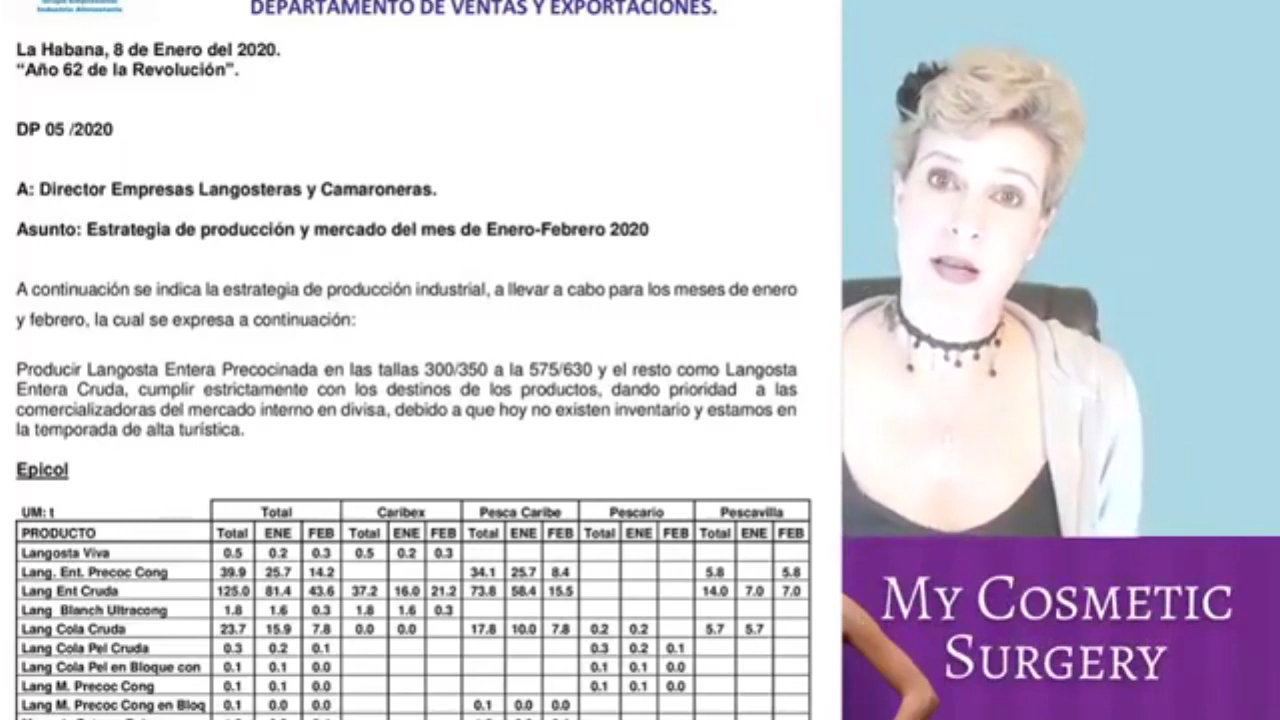 Grupo Empresarial
Industria Alimentaria
DEPARTAMENTO DE VENTAS Y EXPORTACIONES.
La Habana, 8 de Enero del 2020.
“Año 62 de la Revolución”.
DP 05 /2020
A: Director Empresas Langosteras y Camaroneras.
Asunto: Estrategia de producción y mercado del mes de Enero-Febrero 2020
A continuación se indica la estrategia de producción industrial, a llevar a cabo para los meses de enero
y febrero, la cual se expresa a continuación:
Producir Langosta Entera Precocinada en las tallas 300/350 a la 575/630 y el resto como Langosta
Entera Cruda, cumplir estrictamente con los destinos de los productos, dando prioridad a las
comercializadoras del mercado interno en divisa, debido a que hoy no existen inventario y estamos en
la temporada de alta turística.
Epicol
UM: t Total Caribex Pesca Caribe Pescario Pescavilla
PRODUCTO Total ENE FEB Total ENE FEB Total ENE FEB Total ENE FEB Total ENE FEB
Langosta Viva 0.5 0.2 0.3 0.5 0.2 0.3
Lang. Ent. Precoc Cong 39.9 25.7 14.2 34.1 25.7 8.4 5.8 5.8
Lang Ent Cruda 125.0 81.4 43.6 37.2 16.0 21.2 73.8 58.4 15.5 14.0 7.0 7.0
Lang Blanch Ultracong 1.8 1.6 0.3 1.8 1.6 0.3
Lang Cola Cruda 23.7 15.9 7.8 0.0 0.0 17.8 10.0 7.8 0.2 0.2 5.7 5.7
Lang Cola Pel Cruda 0.3 0.2 0.1 0.3 0.2 0.1
Lang Cola Pel en Bloque con 0.1 0.1 0.0 0.1 0.1 0.0
Lang M. Precoc Cong 0.1 0.1 0.0 0.1 0.1 0.0
Lang M. Precoc Cong en Bloq 0.1 0.0 0.0 0.1 0.0 0.0
My Cosmetic
Surgery